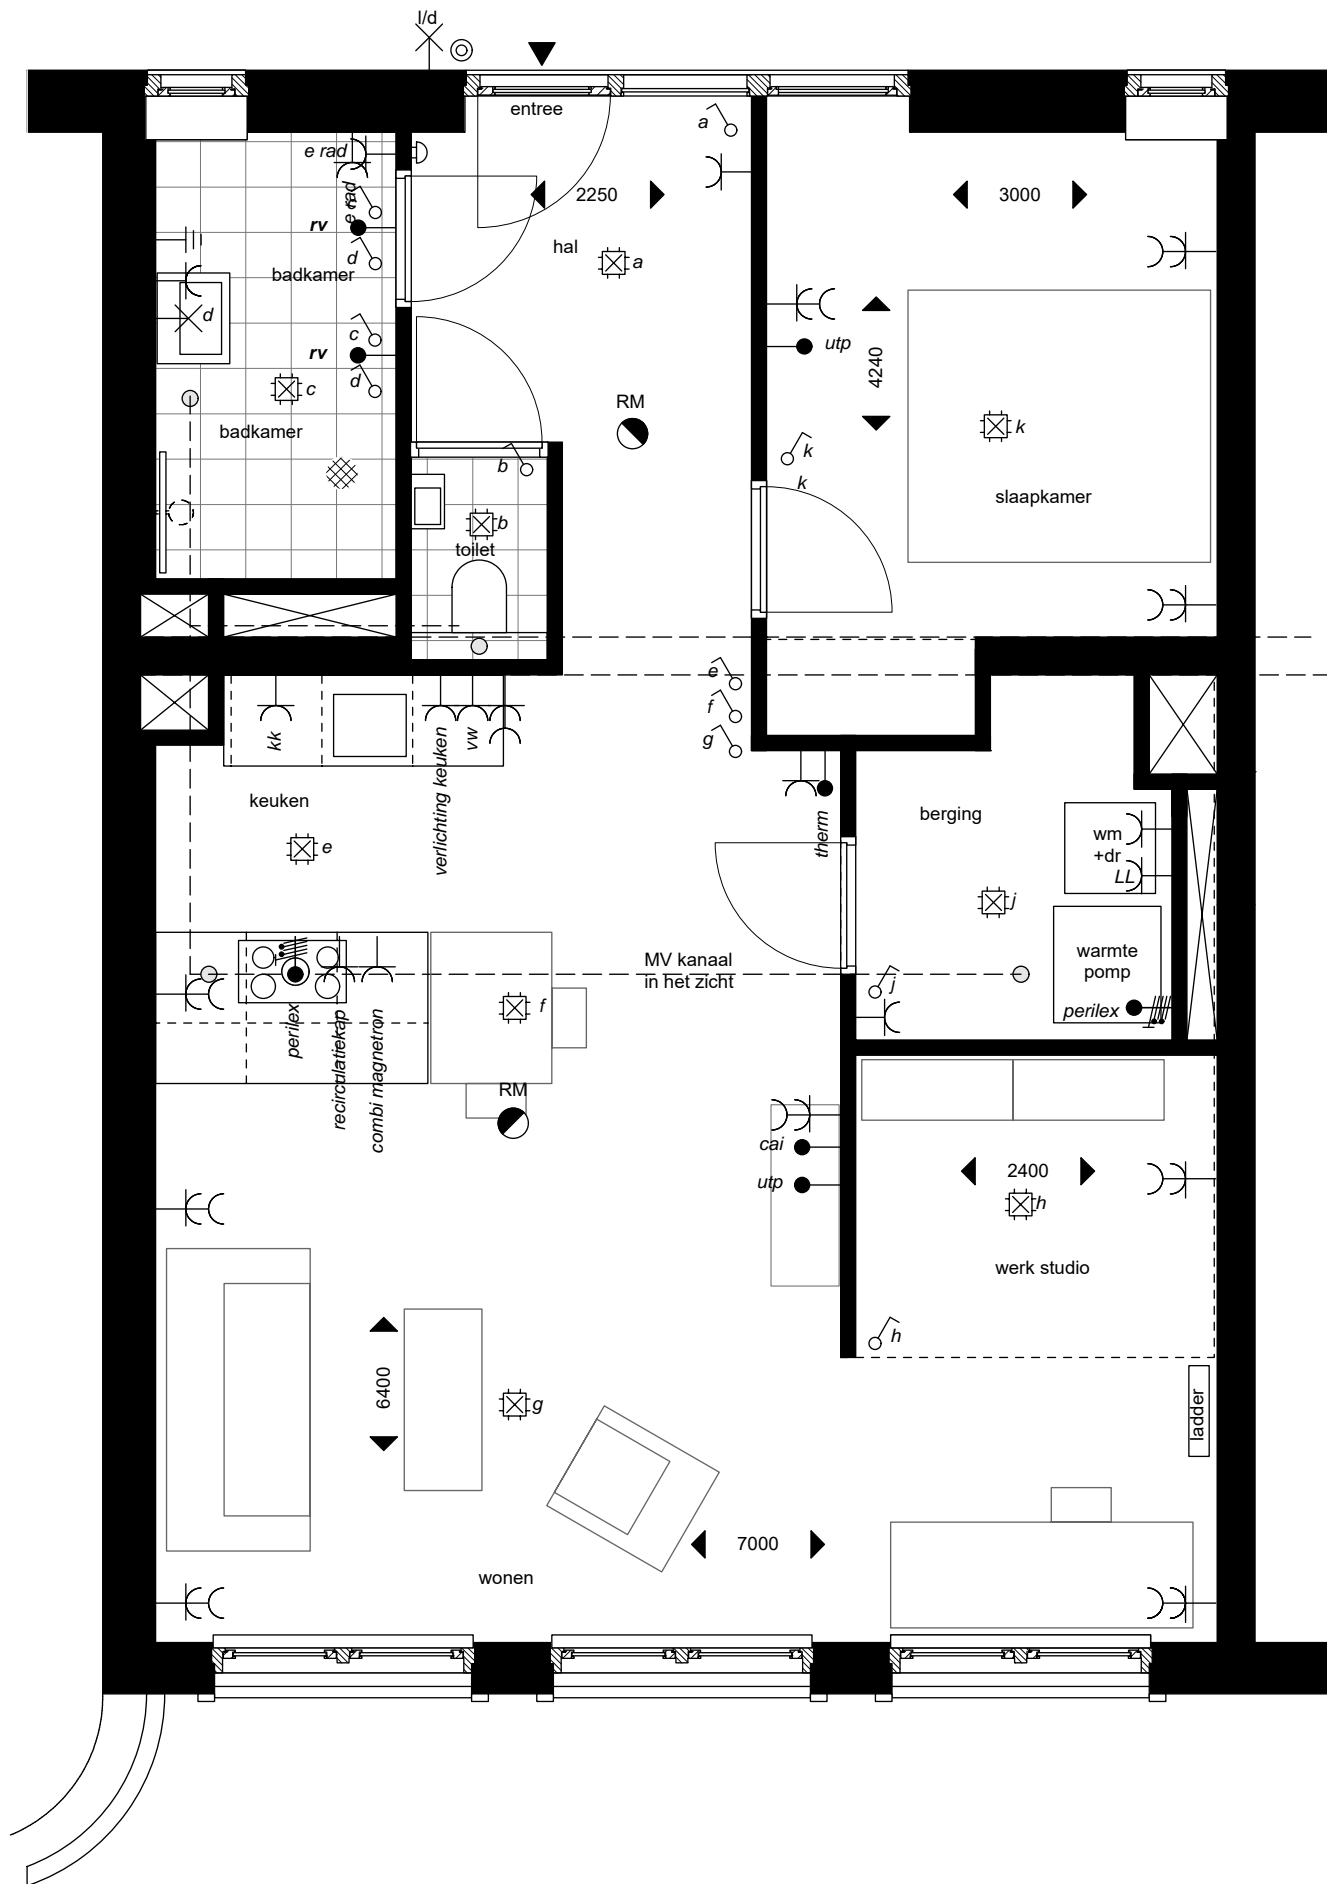 l/d
entree
a
e rad
e rad
c
2250
3000
rv
hal
d
badkamer
a
d
c
utp
rv
4240
d
c
RM
k
badkamer
k
b
k
slaapkamer
b
toilet
e
f
g
kk
verlichting keuken
vw
keuken
berging
therm
wm
+dr
e
LL
j
MV kanaal
in het zicht
warmte
pomp
j
f
perilex
perilex
recirculatiekap
combi magnetron
RM
cai
utp
2400
h
werk studio
h
6400
g
ladder
7000
wonen